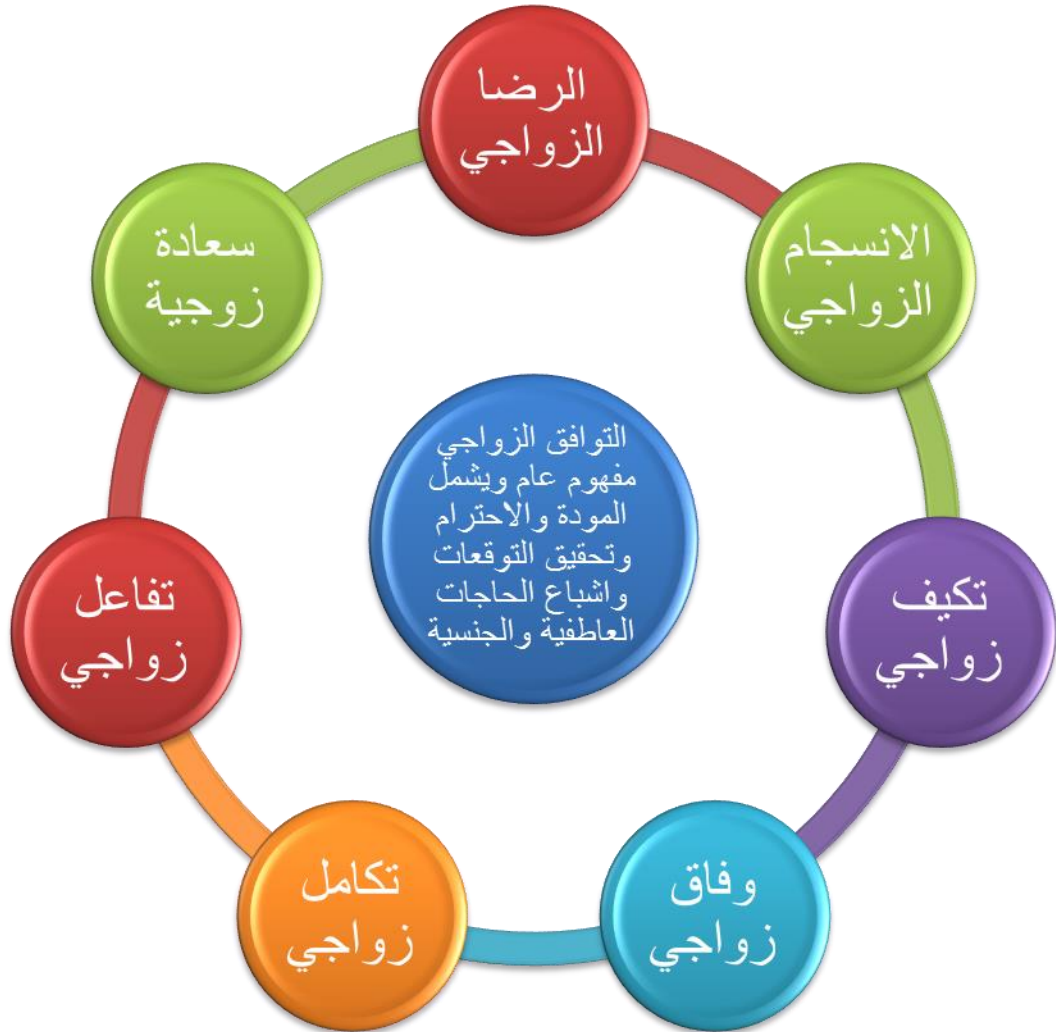 الرضا
الزواجي
الانسجام
الزواجي
تكيف
زواجي
وفاق
زواجي
تكامل
زواجي
تفاعل
زواجي
سعادة
زوجية
التوافق الزواجي
مفهوم عام ويشمل
المودة والاحترام
وتحقيق التوقعات
واشباع الحاجات
العاطفية والجنسية